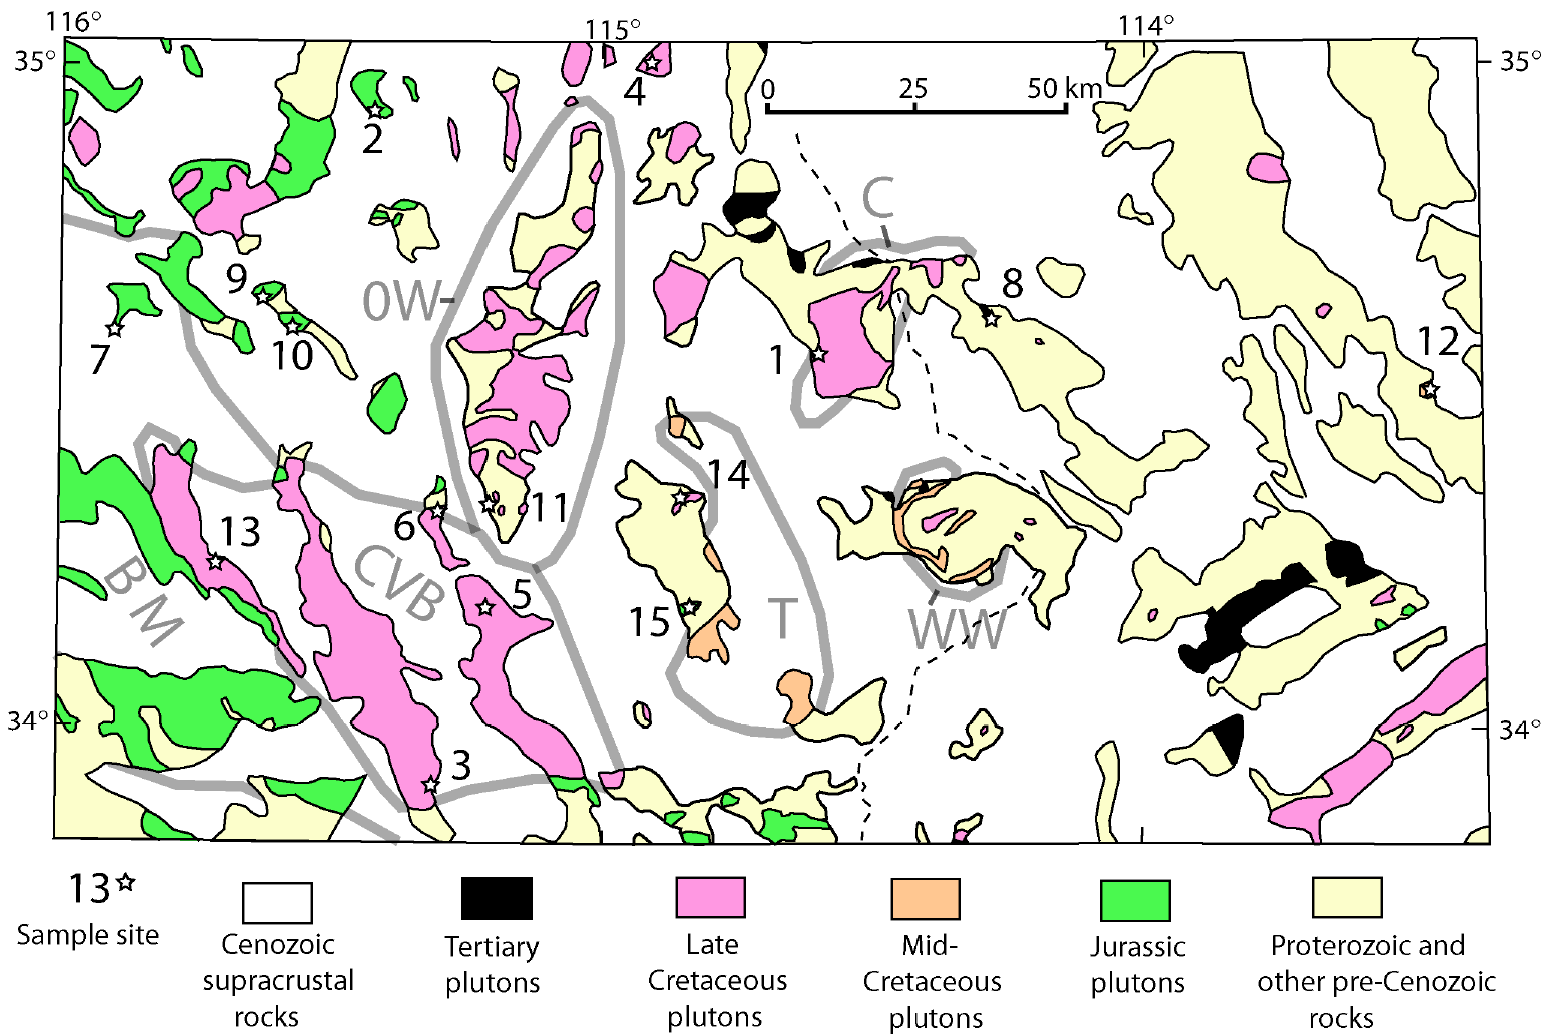 116°
115°
114°
35°
35°
0 25 50 km
4
2
C
9
0W-
8
7
10
1
12
14
11
6
13
CVB
5
BM
15
T
WW
34°
34°
3
13
Sample site
Cenozoic
supracrustal
rocks
Tertiary
plutons
Late
Cretaceous
plutons
Mid-
Cretaceous
plutons
Jurassic
plutons
Proterozoic and
other pre-Cenozoic
rocks